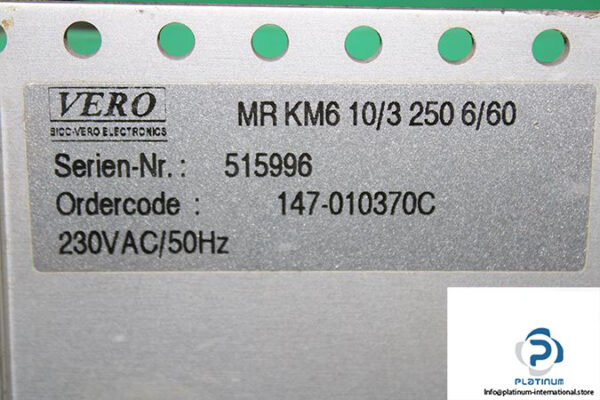 VERO
BICC-VERO ELECTRONICS
MR KM6 10/3 250 6/60
Serien-Nr.: 515996
Ordercode : 147-010370C
230VAC/50Hz
PLATINUM
info@platinum-international.store